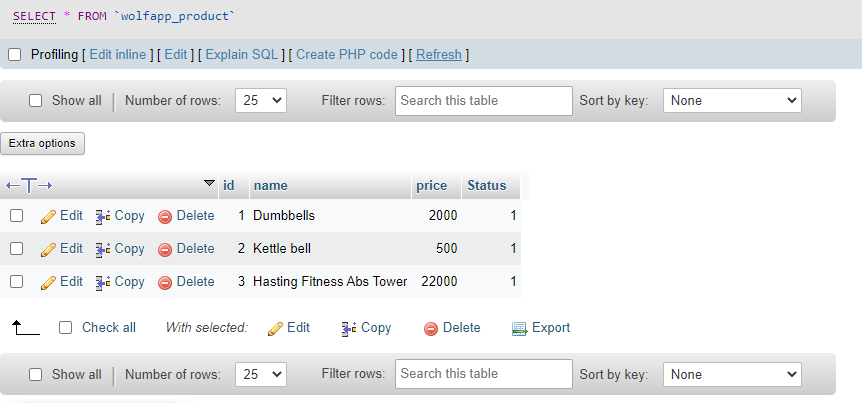 SELECT * FROM `wolfapp_product`
Profiling [ Edit inline ] [ Edit ] [ Explain SQL ] [ Create PHP code ] [ Refresh ]
Show all | Number of rows: 25 Filter rows: Search this table Sort by key: None
Extra options
←T→ id name price Status
Edit Copy Delete 1 Dumbbells 2000 1
Edit Copy Delete 2 Kettle bell 500 1
Edit Copy Delete 3 Hasting Fitness Abs Tower 22000 1
Check all With selected: Edit Copy Delete Export
Show all | Number of rows: 25 Filter rows: Search this table Sort by key: None